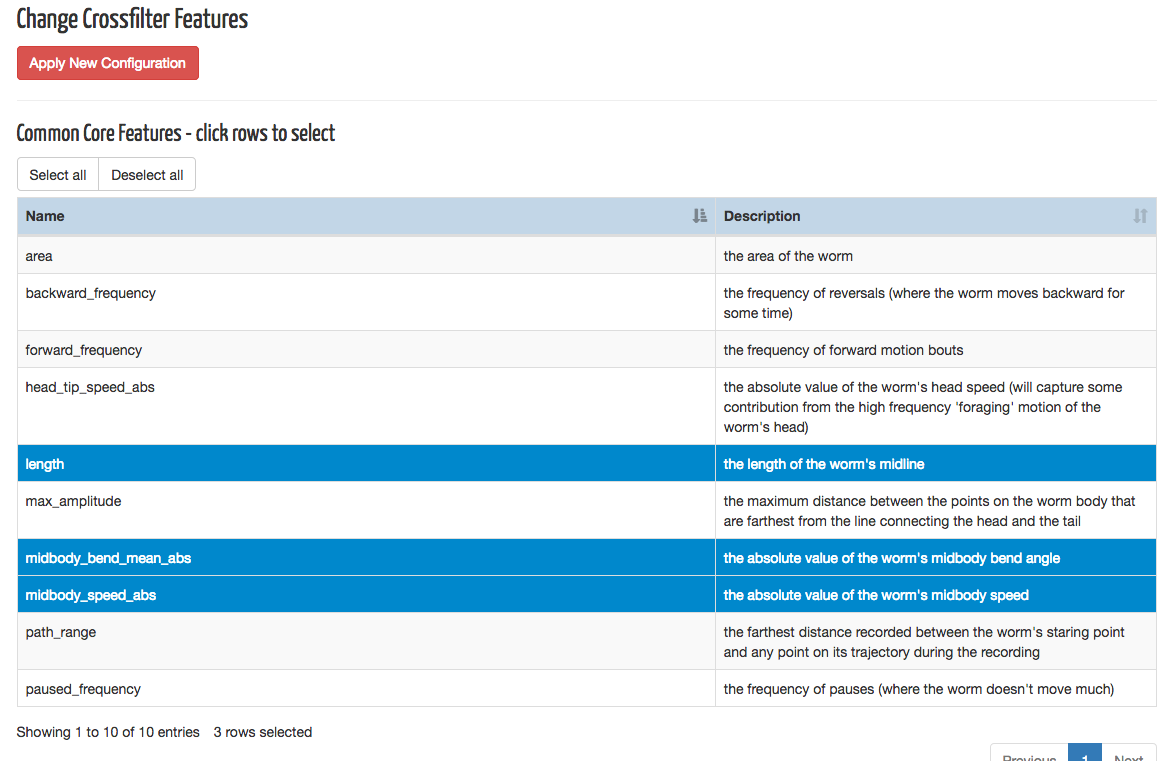 Change Crossfilter Features
Apply New Configuration
Common Core Features - click rows to select
Select all Deselect all
Name Description
area the area of the worm
backward_frequency the frequency of reversals (where the worm moves backward for
some time)
forward_frequency the frequency of forward motion bouts
head_tip_speed_abs the absolute value of the worm's head speed (will capture some
contribution from the high frequency 'foraging' motion of the
worm's head)
length the length of the worm's midline
max_amplitude the maximum distance between the points on the worm body that
are farthest from the line connecting the head and the tail
midbody_bend_mean_abs the absolute value of the worm's midbody bend angle
midbody_speed_abs the absolute value of the worm's midbody speed
path_range the farthest distance recorded between the worm's staring point
and any point on its trajectory during the recording
paused_frequency the frequency of pauses (where the worm doesn't move much)
Showing 1 to 10 of 10 entries 3 rows selected
Previous 1 Next